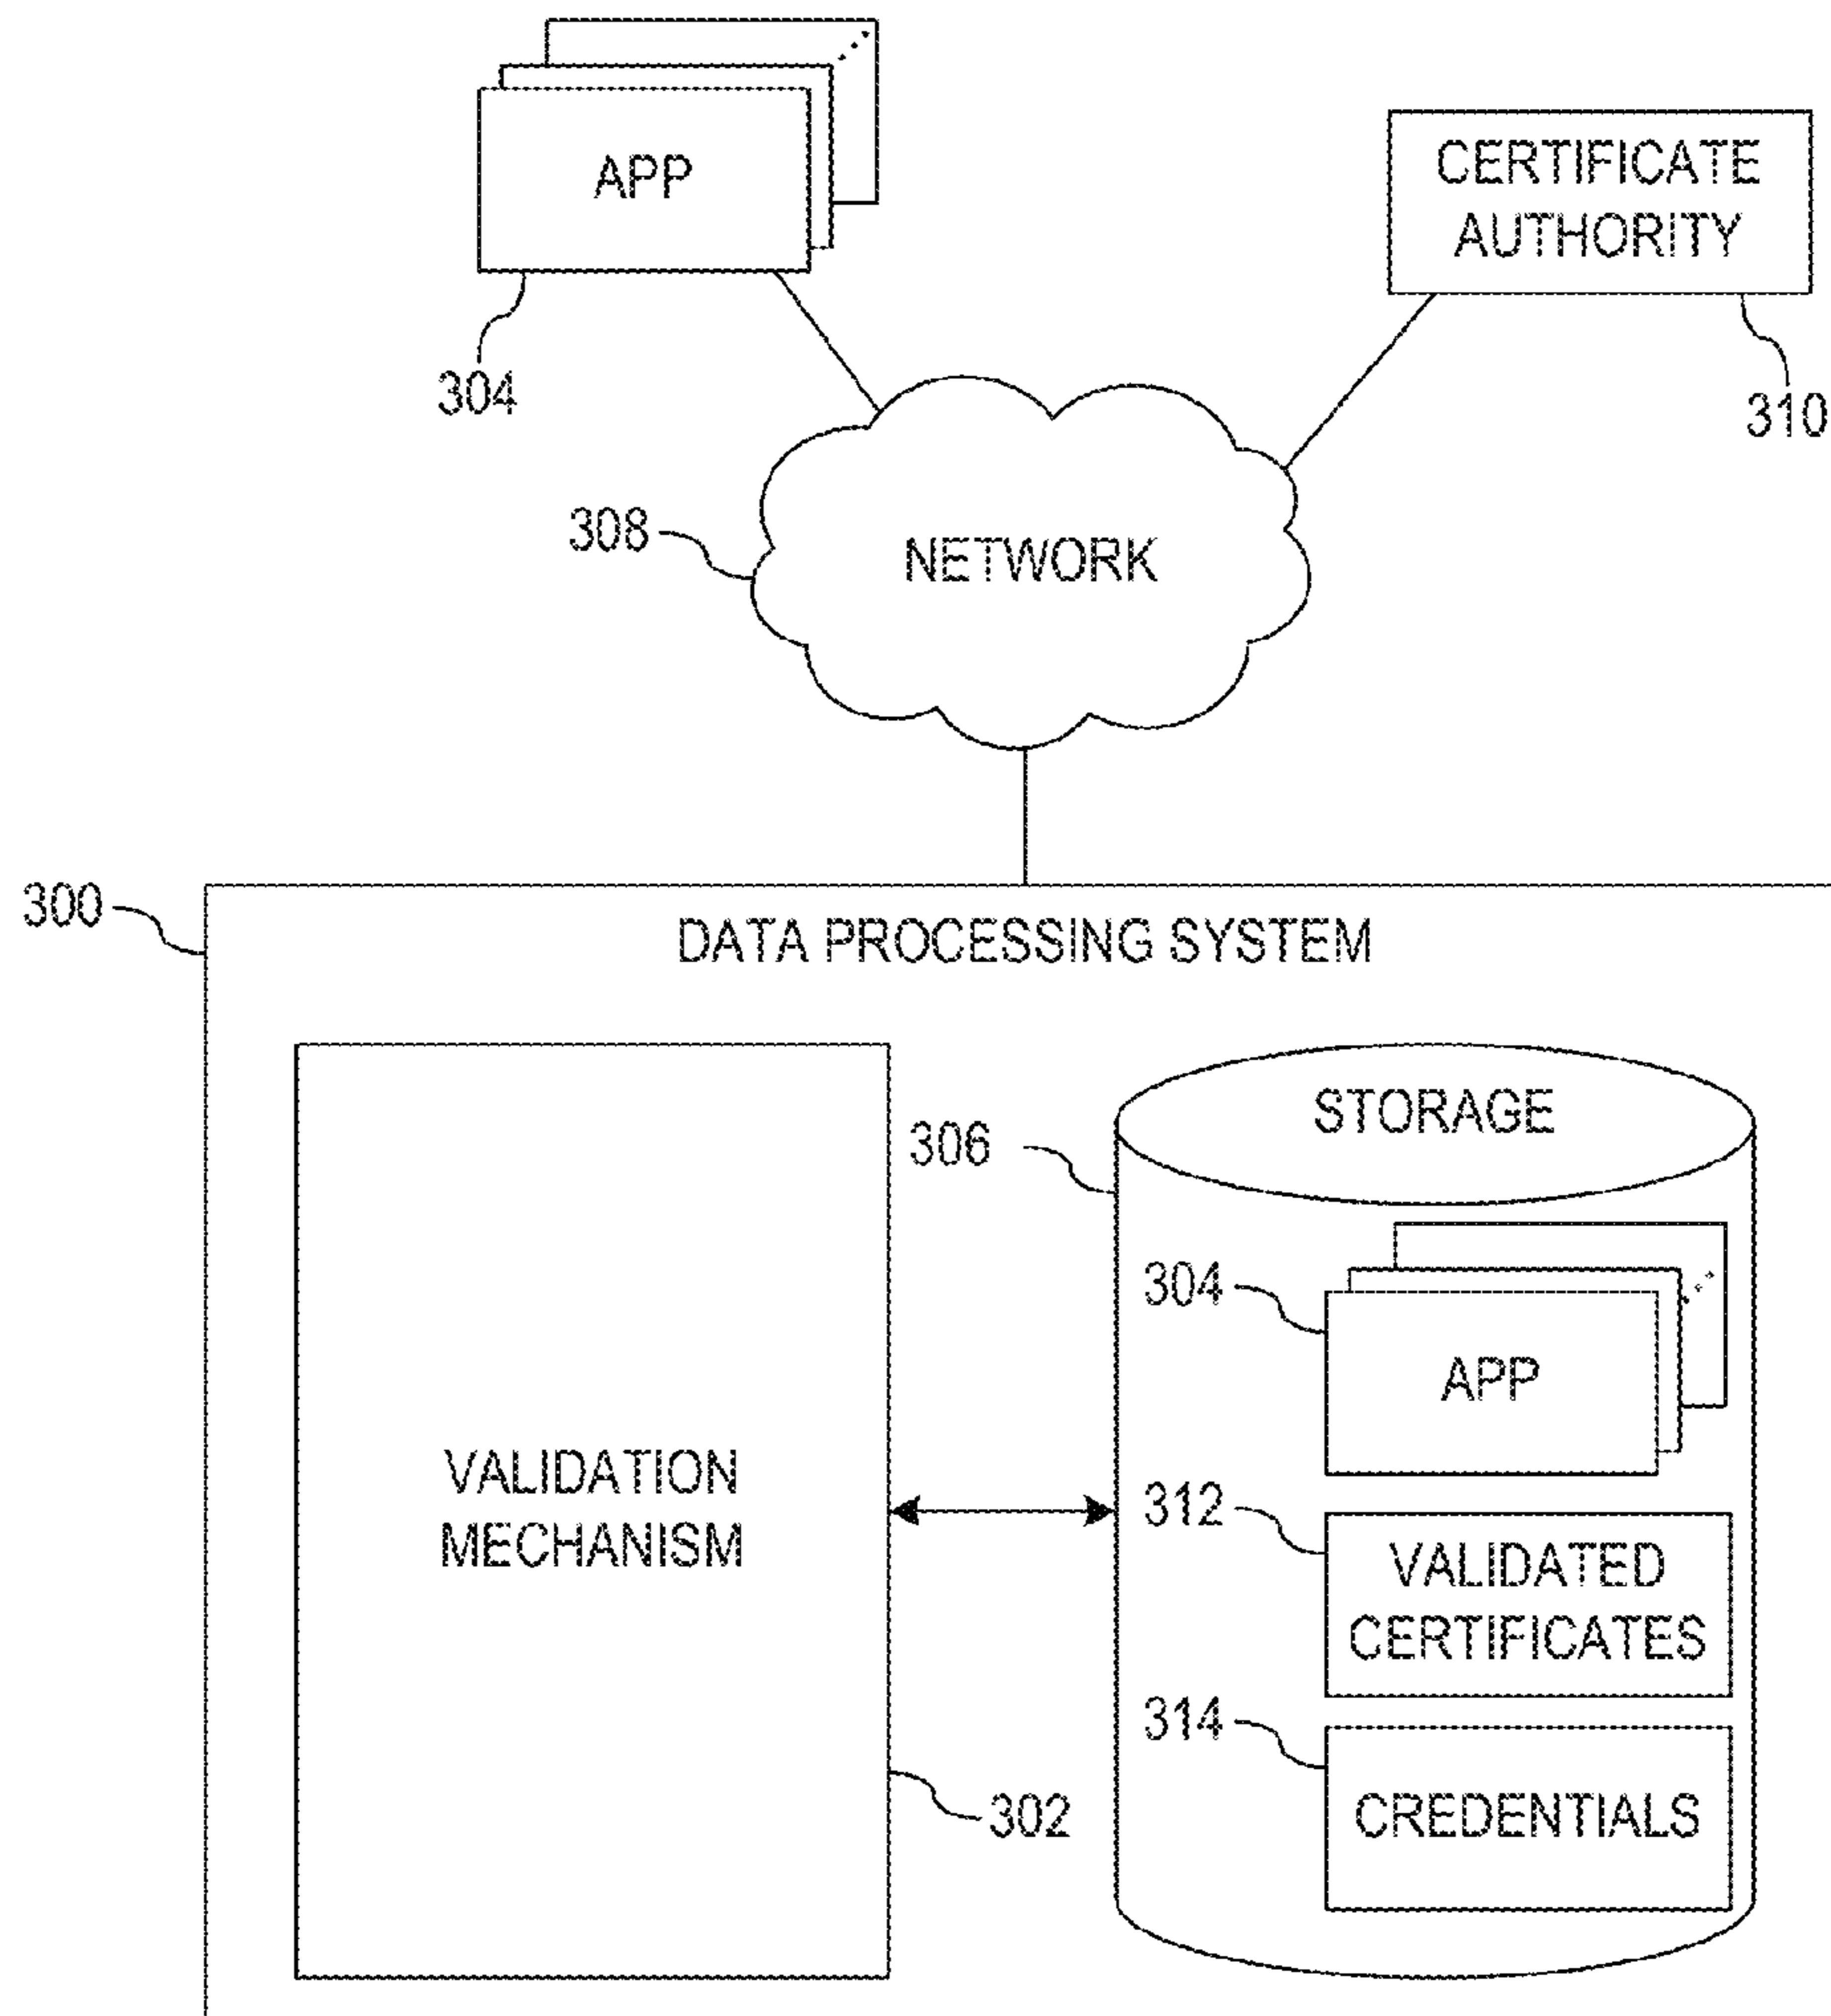 APP
CERTIFICATE
AUTHORITY
304
310
308
NETWORK
300
DATA PROCESSING SYSTEM
STORAGE
306
304
APP
VALIDATION
MECHANISM
312
VALIDATED
CERTIFICATES
314
302
CREDENTIALS